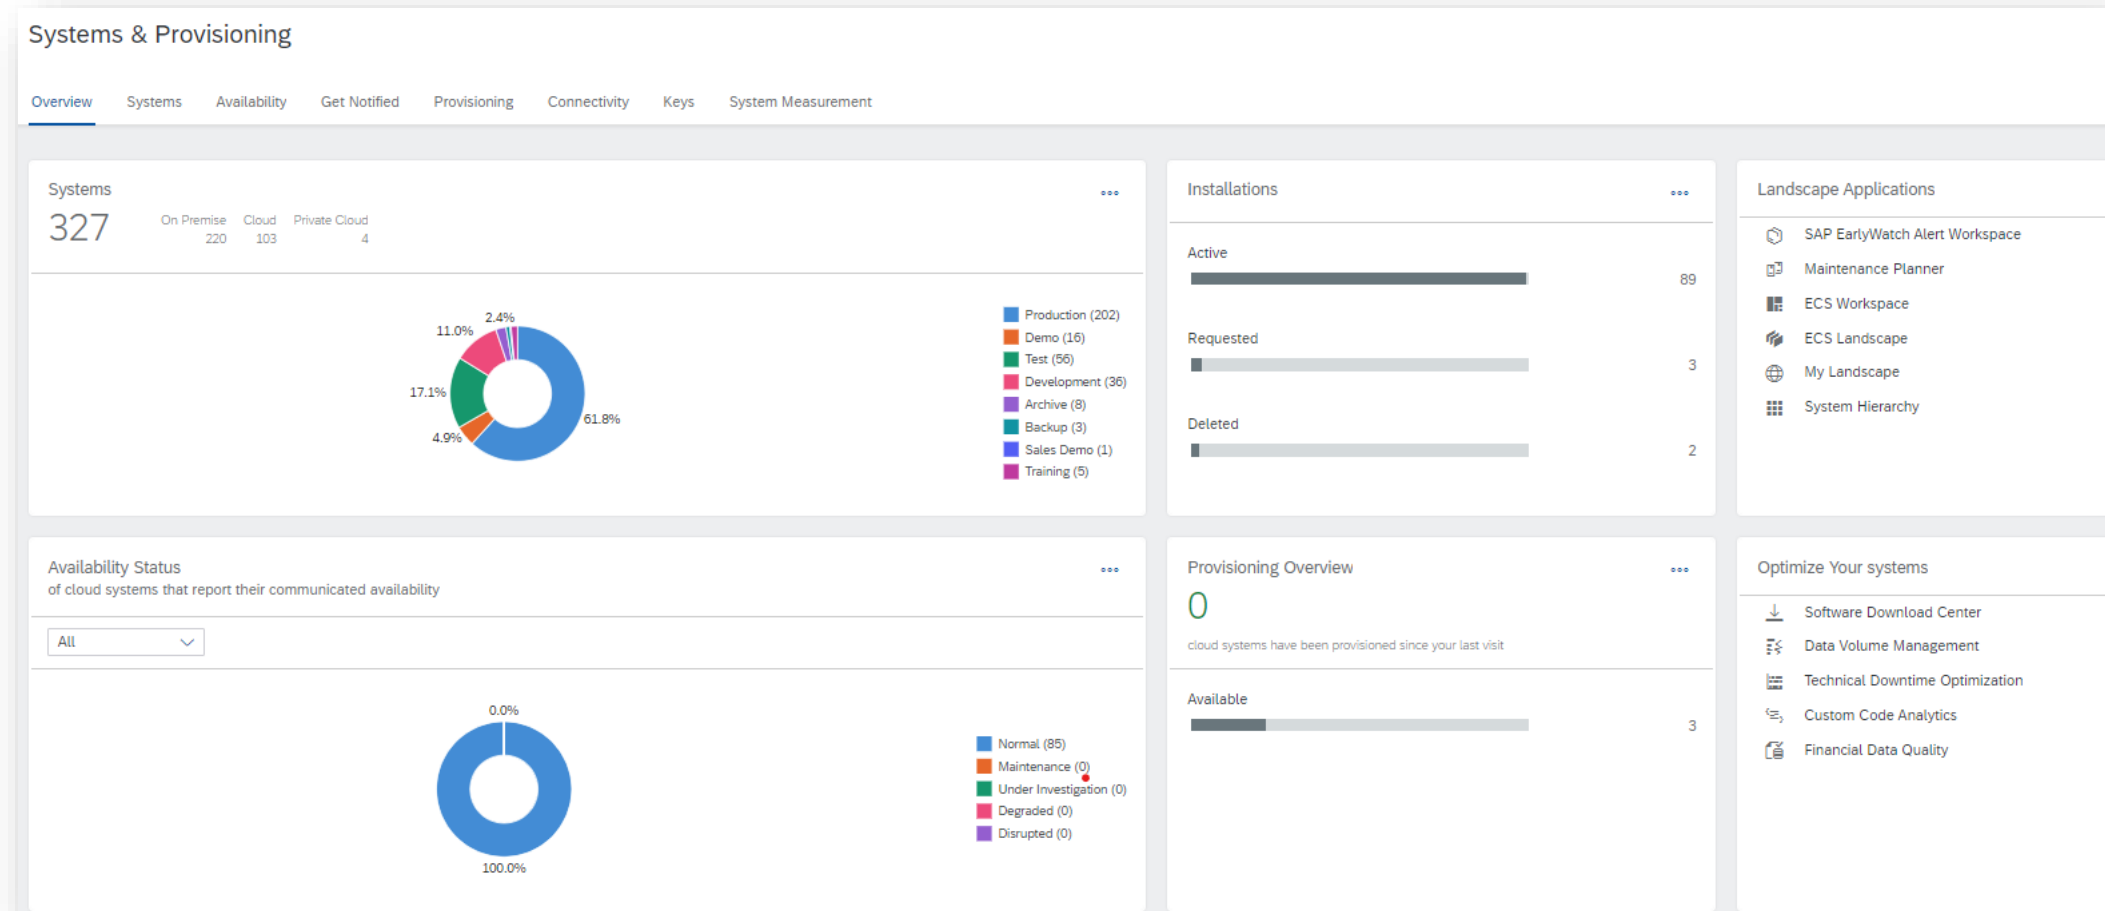 Systems & Provisioning
Overview Systems Availability Get Notified Provisioning Connectivity Keys System Measurement
Systems
327
On Premise Cloud Private Cloud
220 103 4
2.4%
11.0%
17.1%
4.9%
61.8%
Production (202)
Demo (16)
Test (56)
Development (36)
Archive (8)
Backup (3)
Sales Demo (1)
Training (5)
Installations
Active
89
Requested
3
Deleted
2
Landscape Applications
SAP EarlyWatch Alert Workspace
Maintenance Planner
ECS Workspace
ECS Landscape
My Landscape
System Hierarchy
Availability Status
of cloud systems that report their communicated availability
All
0.0%
100.0%
Normal (85)
Maintenance (0)
Under Investigation (0)
Degraded (0)
Disrupted (0)
Provisioning Overview
0
cloud systems have been provisioned since your last visit
Available
3
Optimize Your systems
Software Download Center
Data Volume Management
Technical Downtime Optimization
Custom Code Analytics
Financial Data Quality